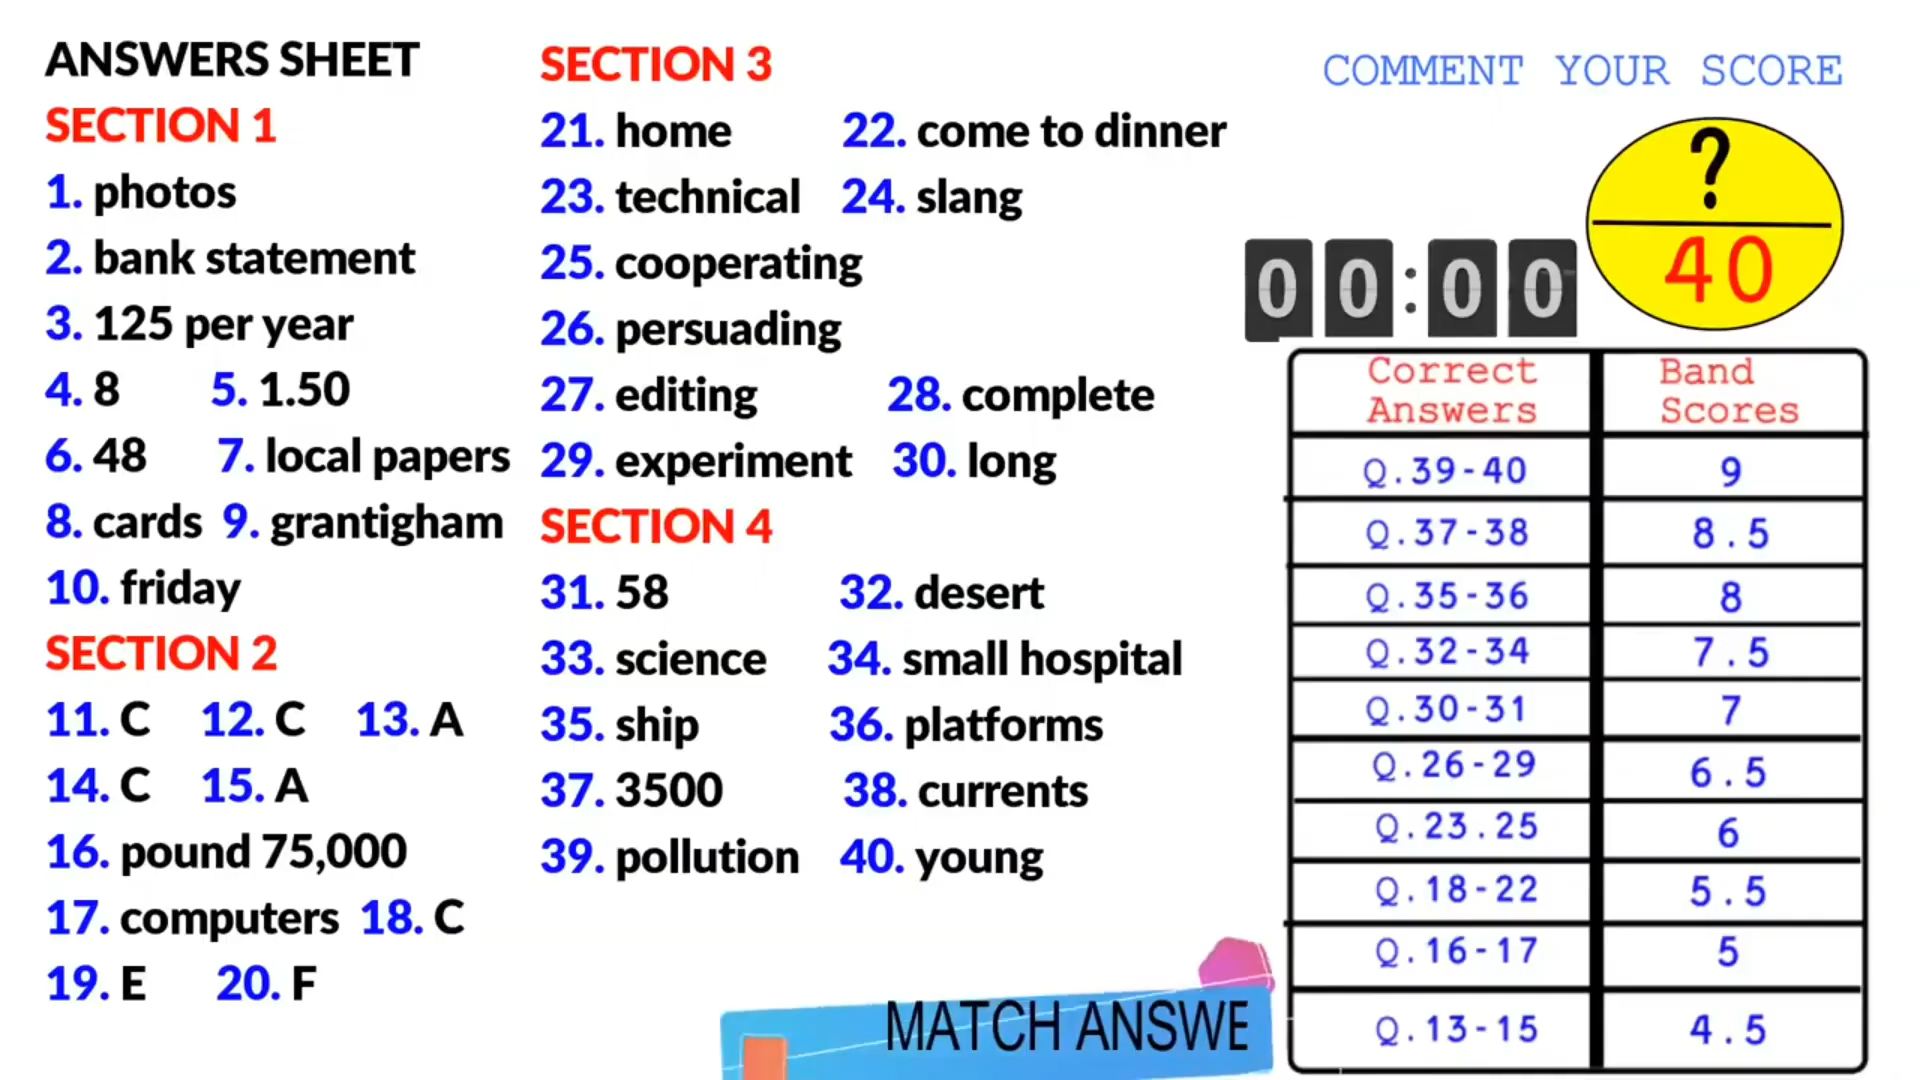 ANSWERS SHEET
SECTION 1
1. photos
2. bank statement
3. 125 per year
4. 8 5. 1.50
6. 48 7. local papers
8. cards 9. grantigham
10. friday
SECTION 2
11. C 12. C 13. A
14. C 15. A
16. pound 75,000
17. computers 18. C
19. E 20. F
SECTION 3
21. home 22. come to dinner
23. technical 24. slang
25. cooperating
26. persuading
27. editing 28. complete
29. experiment 30. long
SECTION 4
31. 58 32. desert
33. science 34. small hospital
35. ship 36. platforms
37. 3500 38. currents
39. pollution 40. young
MATCH ANSWE
COMMENT YOUR SCORE
?
40
00:00
Correct Answers Band Scores
Q.39-40 9
Q.37-38 8.5
Q.35-36 8
Q.32-34 7.5
Q.30-31 7
Q.26-29 6.5
Q.23.25 6
Q.18-22 5.5
Q.16-17 5
Q.13-15 4.5